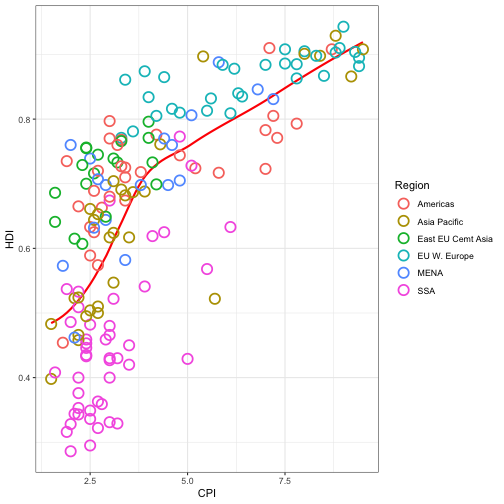 HDI
0.8
0.6
0.4
2.5 5.0 7.5
CPI
Region
Americas
Asia Pacific
East EU Cemt Asia
EU W. Europe
MENA
SSA